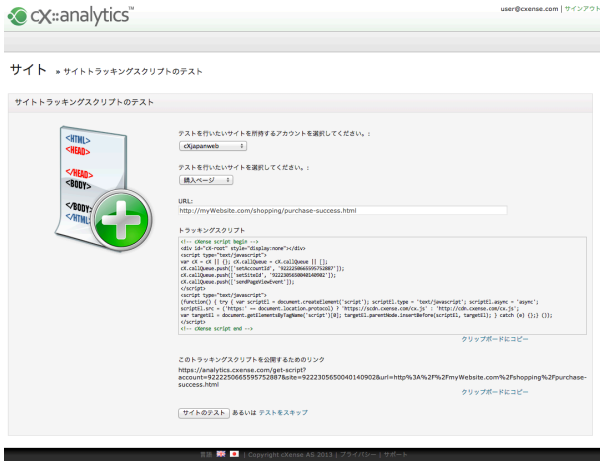 cX::analytics™
user@cxense.com | サインアウト
サイト » サイトトラッキングスクリプトのテスト
サイトトラッキングスクリプトのテスト
<HTML>
<HEAD>
</HEAD>
<BODY>
</BODY>
</HTML>
テストを行いたいサイトを所持するアカウントを選択してください。:
cXjapanweb
テストを行いたいサイトを選択してください。:
購入ページ
URL:
http://myWebsite.com/shopping/purchase-success.html
トラッキングスクリプト
<!-- cXense script begin -->
<div id="cX-root" style="display:none"></div>
<script type="text/javascript">
var cX = cX || {}; cX.callQueue = cX.callQueue || [];
cX.callQueue.push(['setAccountId', '9222250665595752887']);
cX.callQueue.push(['setSiteId', '9222305650040140902']);
cX.callQueue.push(['sendPageViewEvent']);
</script>
<script type="text/javascript">
(function() { try { var scriptEl = document.createElement('script'); scriptEl.type = 'text/javascript'; scriptEl.async = 'async';
scriptEl.src = ('https:' == document.location.protocol) ? 'https://scdn.cxense.com/cx.js' : 'http://cdn.cxense.com/cx.js';
var targetEl = document.getElementsByTagName('script')[0]; targetEl.parentNode.insertBefore(scriptEl, targetEl); } catch (e) {};} ());
</script>
<!-- cXense script end -->
クリップボードにコピー
このトラッキングスクリプトを公開するためのリンク
https://analytics.cxense.com/get-script?
account=9222250665595752887&site=9222305650040140902&url=http%3A%2F%2FmyWebsite.com%2Fshopping%2Fpurchase-
success.html
クリップボードにコピー
サイトのテスト あるいは テストをスキップ
言語 | Copyright cXense AS 2013 | プライバシー | サポート